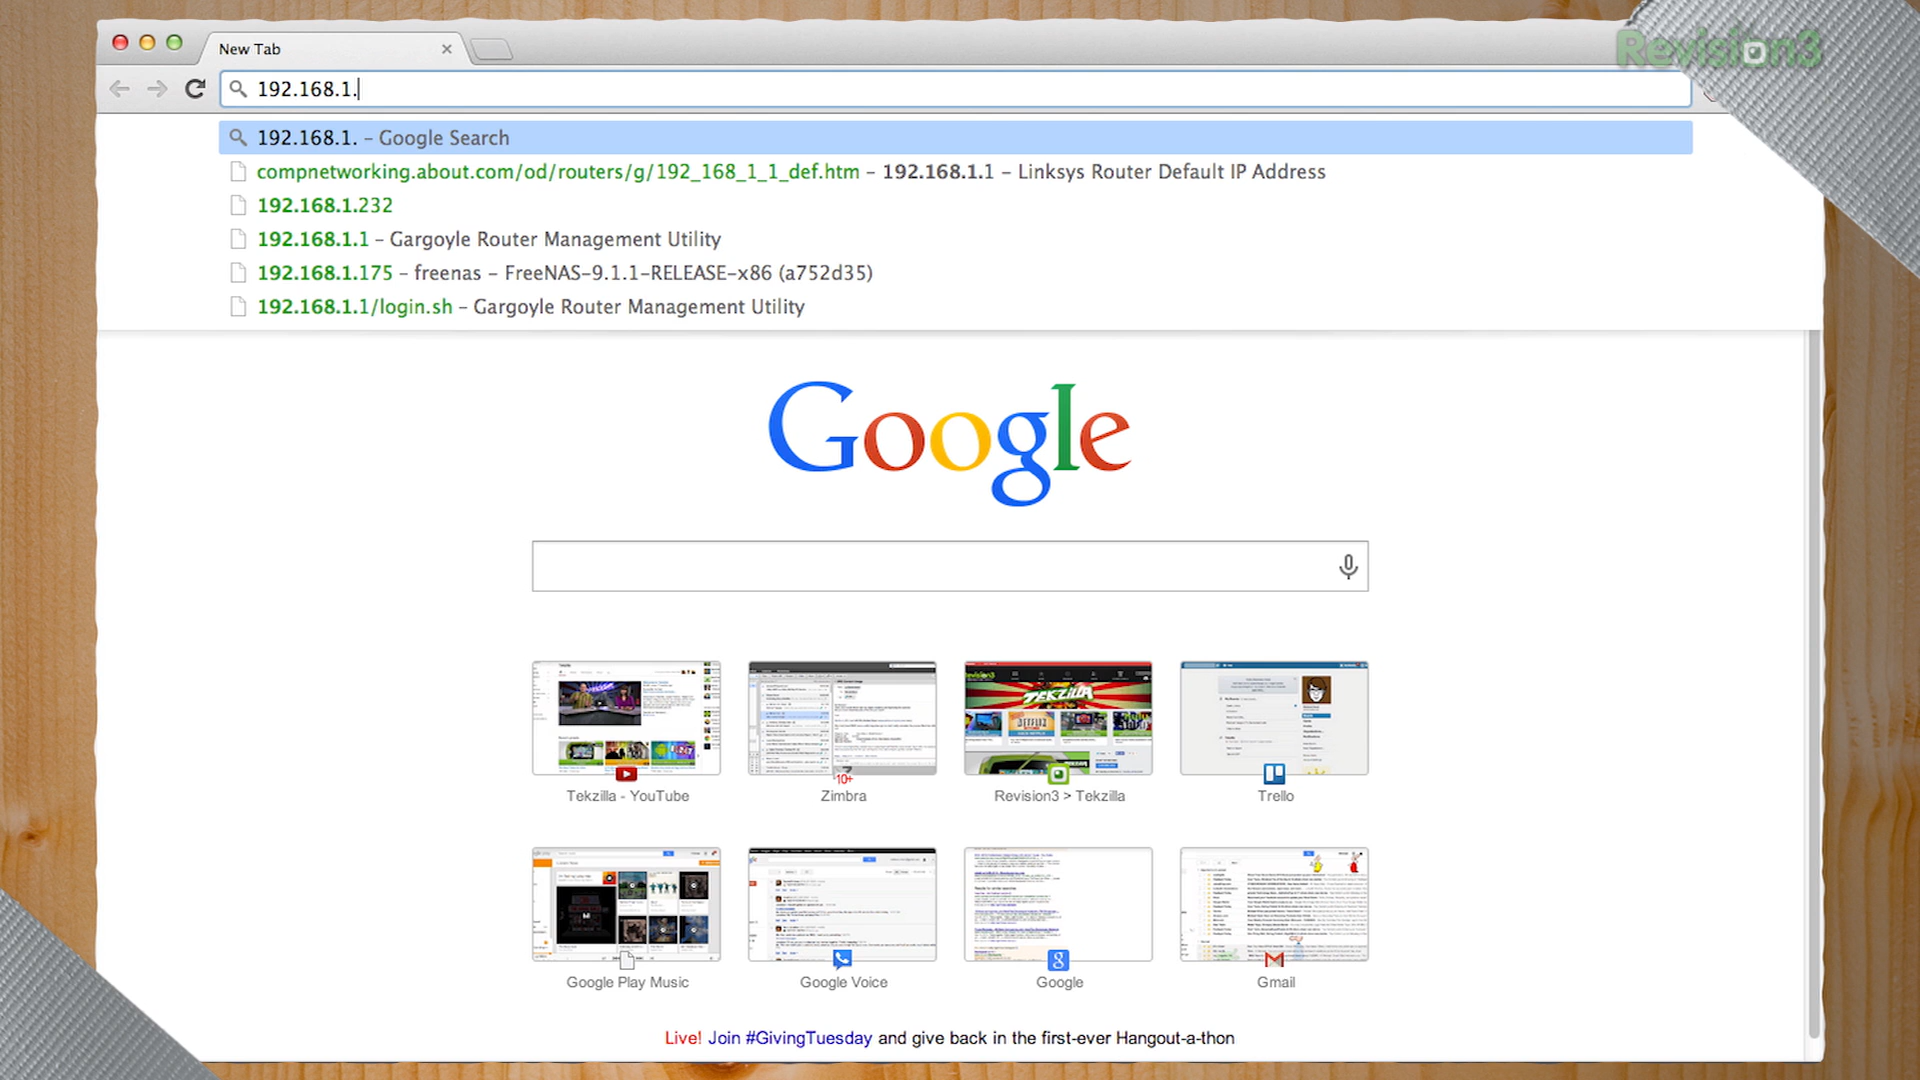 Revision3
New Tab
192.168.1.
192.168.1. – Google Search
compnetworking.about.com/od/routers/g/192_168_1_1_def.htm – 192.168.1.1 – Linksys Router Default IP Address
192.168.1.232
192.168.1.1 – Gargoyle Router Management Utility
192.168.1.175 – freenas – FreeNAS-9.1.1-RELEASE-x86 (a752d35)
192.168.1.1/login.sh – Gargoyle Router Management Utility
Google
TEKZILLA
10+
Tekzilla - YouTube
Zimbra
Revision3 > Tekzilla
Trello
Google Play Music
Google Voice
Google
Gmail
Live! Join #GivingTuesday and give back in the first-ever Hangout-a-thon